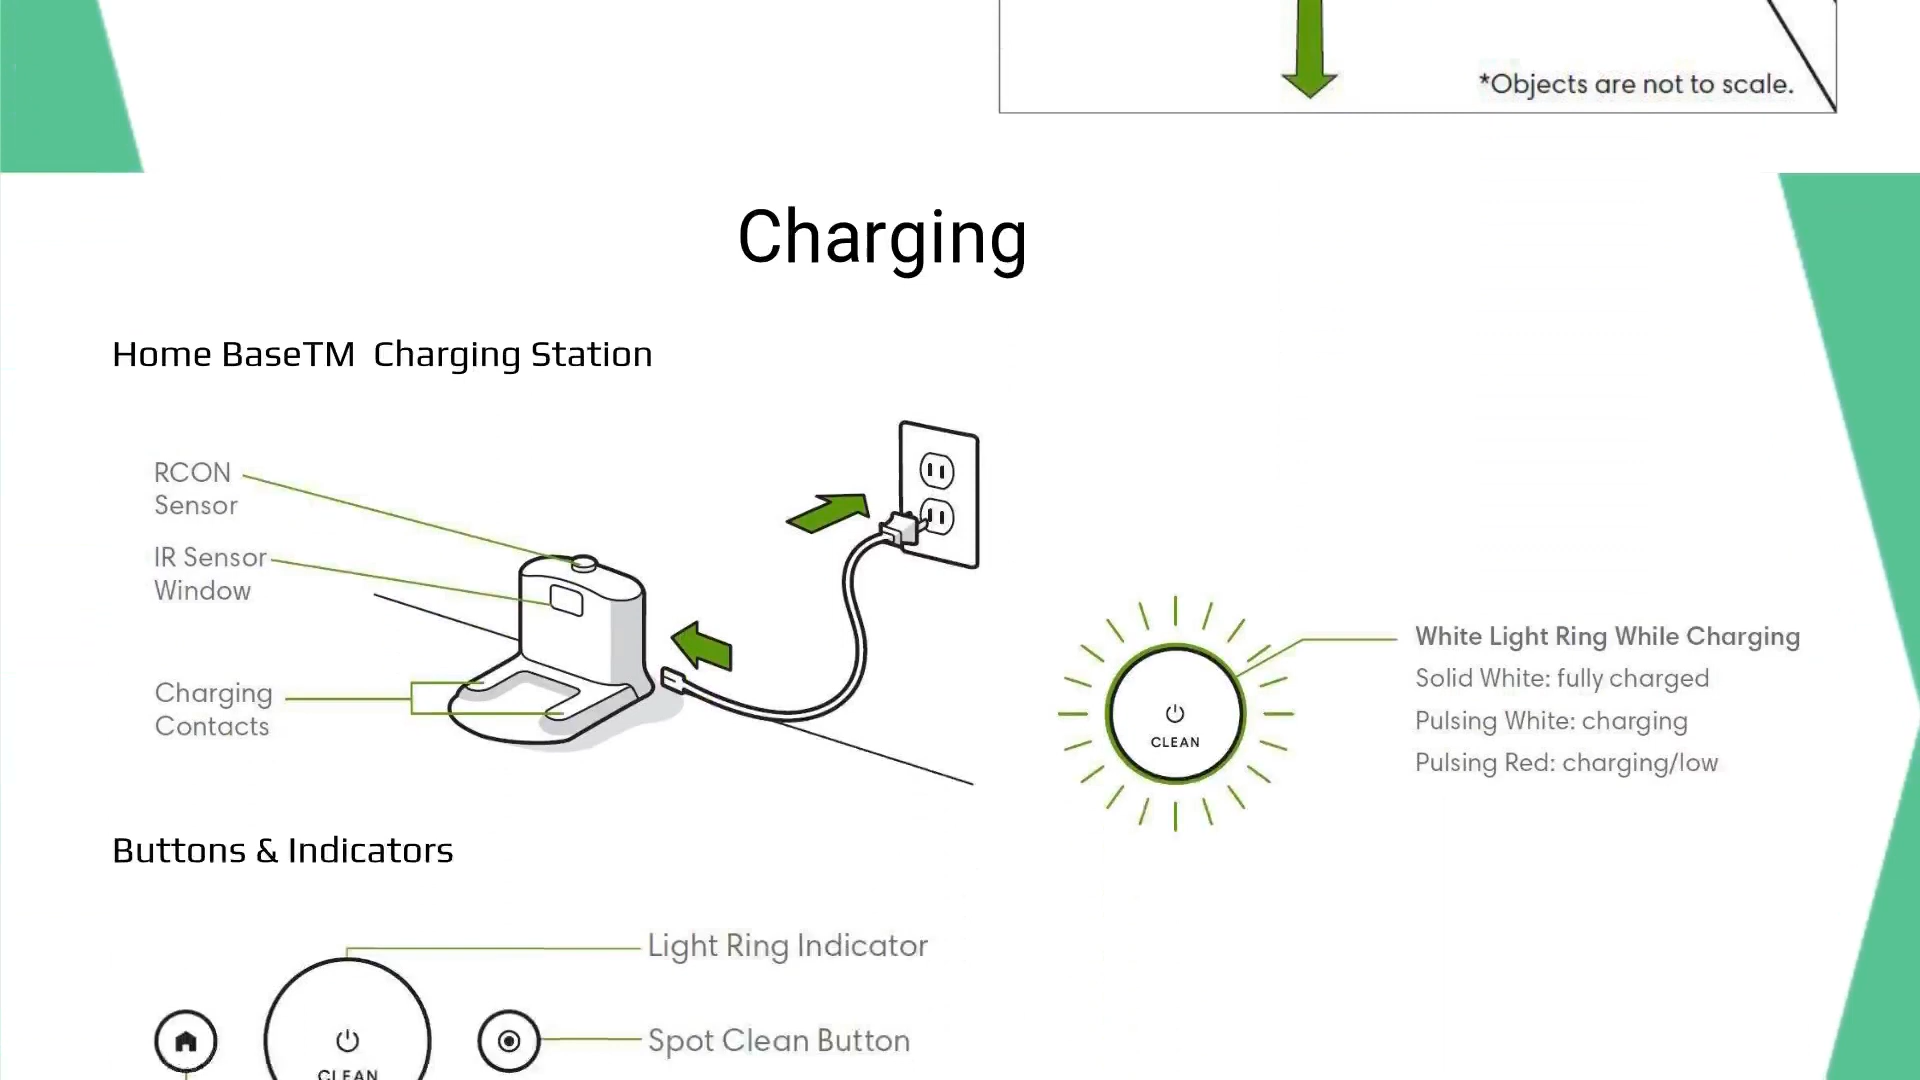 *Objects are not to scale.
Charging
Home BaseTM Charging Station
RCON
Sensor
IR Sensor
Window
Charging
Contacts
CLEAN
White Light Ring While Charging
Solid White: fully charged
Pulsing White: charging
Pulsing Red: charging/low
Buttons & Indicators
Light Ring Indicator
Spot Clean Button
CLEAN